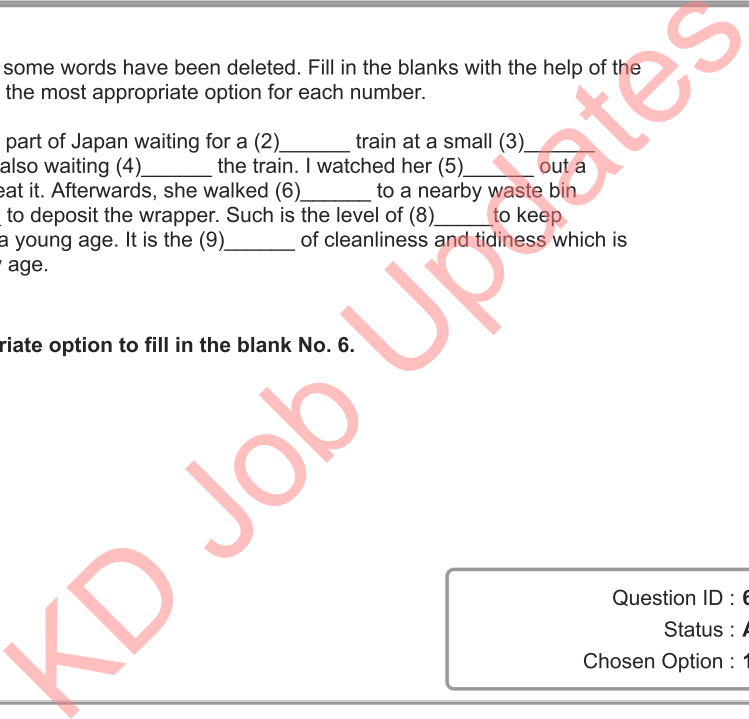 some words have been deleted. Fill in the blanks with the help of the
the most appropriate option for each number.
part of Japan waiting for a (2)______ train at a small (3)______
also waiting (4)______ the train. I watched her (5)______ out a
eat it. Afterwards, she walked (6)______ to a nearby waste bin
to deposit the wrapper. Such is the level of (8)_____to keep
a young age. It is the (9)______ of cleanliness and tidiness which is
age.
riate option to fill in the blank No. 6.
KD Job Updates
Question ID :
Status :
Chosen Option : 1